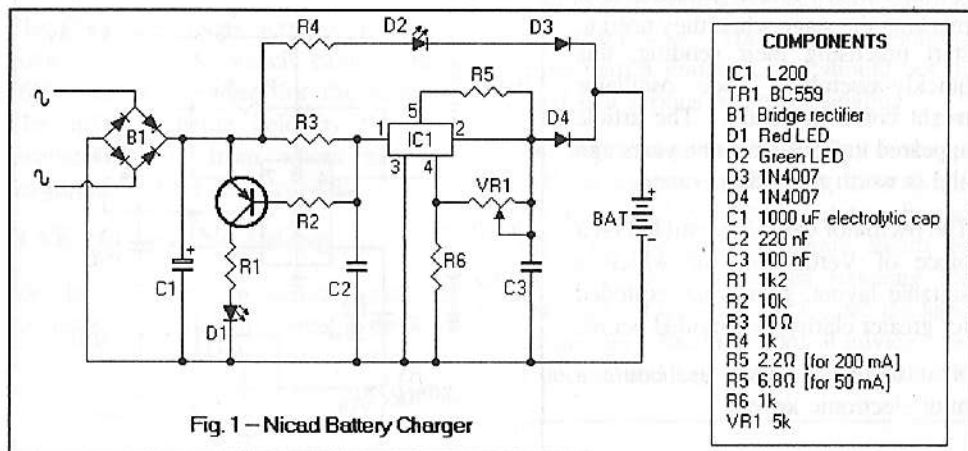 R4
D2
D3
R5
B1
R3
5
1
IC1
2
3
4
D4
VR1
R2
BAT
+
+
C1
R1
C2
R6
C3
D1
Fig. 1 – Nicad Battery Charger
COMPONENTS
IC1 L200
TR1 BC559
B1 Bridge rectifier
D1 Red LED
D2 Green LED
D3 1N4007
D4 1N4007
C1 1000 uF electrolytic cap
C2 220 nF
C3 100 nF
R1 1k2
R2 10k
R3 10Ω
R4 1k
R5 2.2Ω [for 200 mA]
R5 6.8Ω [for 50 mA]
R6 1k
VR1 5k